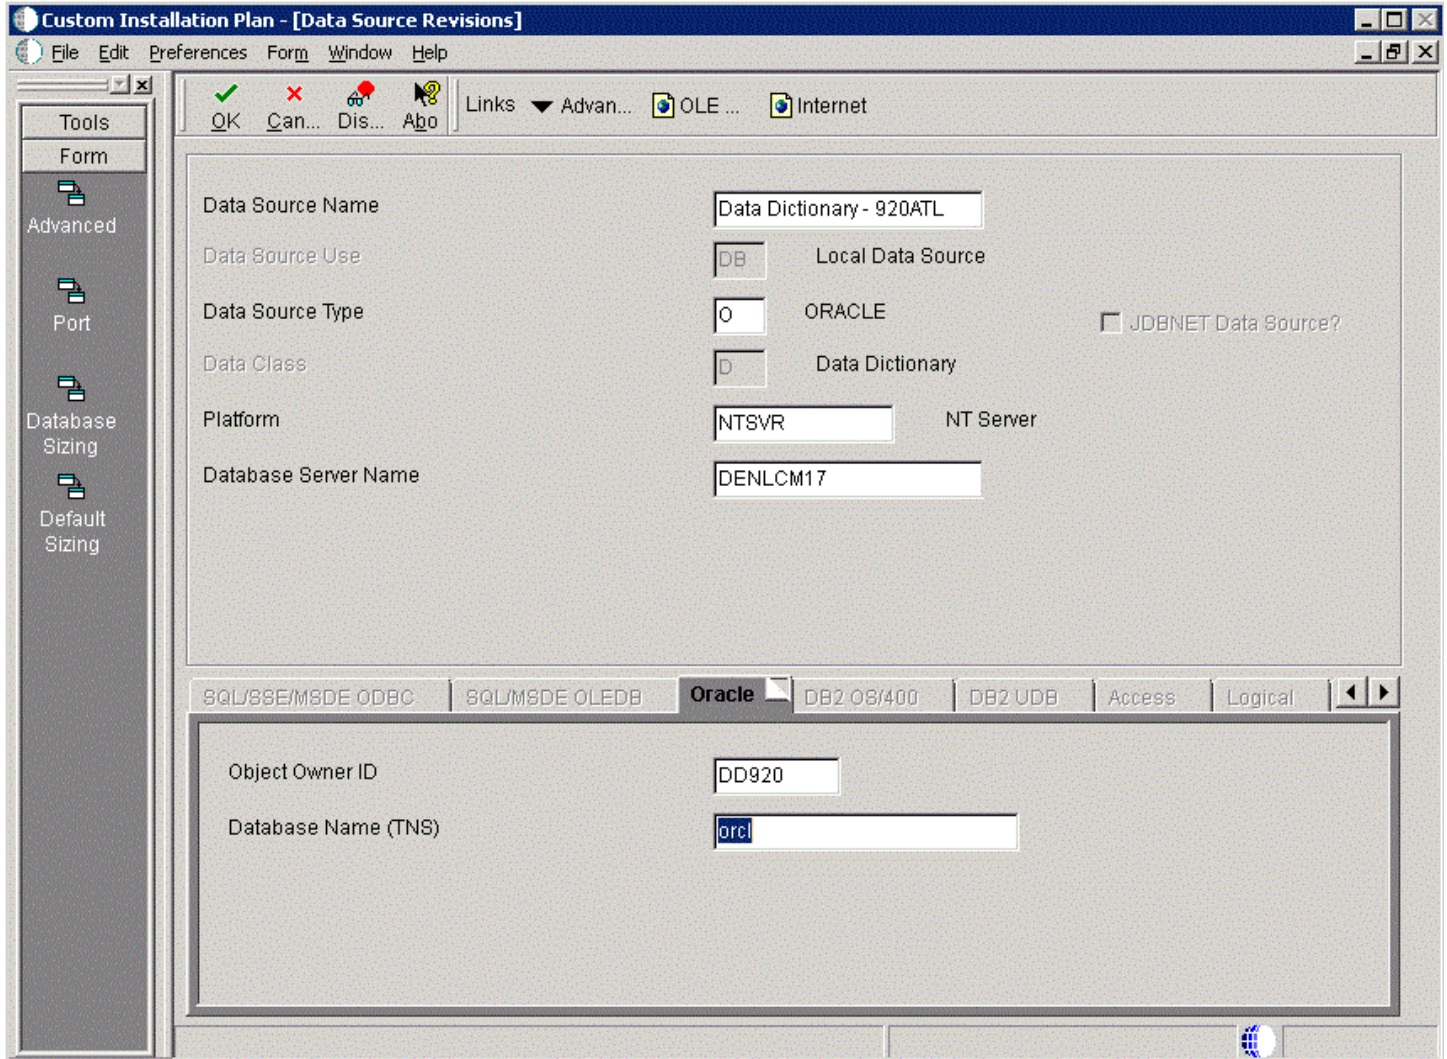 Custom Installation Plan - [Data Source Revisions]
File Edit Preferences Form Window Help
Tools
Form
Advanced
Port
Database
Sizing
Default
Sizing
OK Can... Dis... Abo Links Advan... OLE ... Internet
Data Source Name Data Dictionary - 920ATL
Data Source Use DB Local Data Source
Data Source Type O ORACLE JDBNET Data Source?
Data Class D Data Dictionary
Platform NTSVR NT Server
Database Server Name DENLCM17
SQL/SSE/MSDE ODBC SQL/MSDE OLEDB Oracle DB2 OS/400 DB2 UDB Access Logical
Object Owner ID DD920
Database Name (TNS) orcl